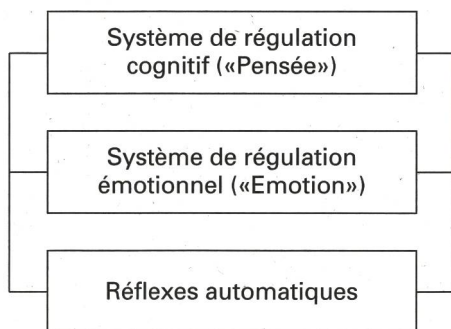 Système de régulation
cognitif («Pensée»)
Système de régulation
émotionnel («Emotion»)
Réflexes automatiques